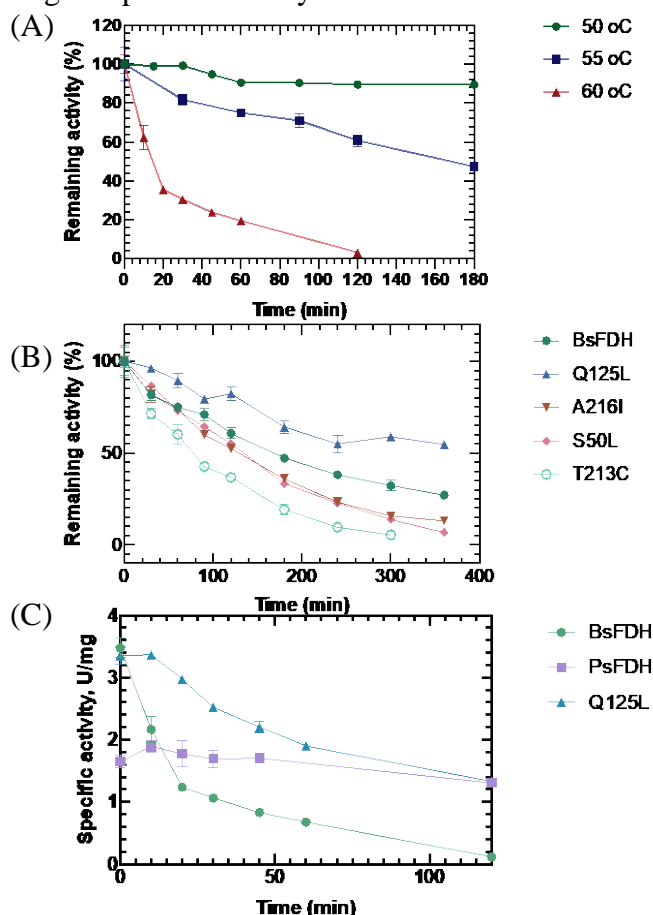 (A)
50 oC
55 oC
60 oC
Remaining activity (%)
120
100
80
60
40
20
0
0 20 40 60 80 100 120 140 160 180
Time (min)
(B)
BsFDH
Q125L
A216I
S50L
T213C
Remaining activity (%)
100
50
0
0 100 200 300 400
Time (min)
(C)
BsFDH
PsFDH
Q125L
Specific activity, U/mg
4
3
2
1
0
0 50 100
Time (min)